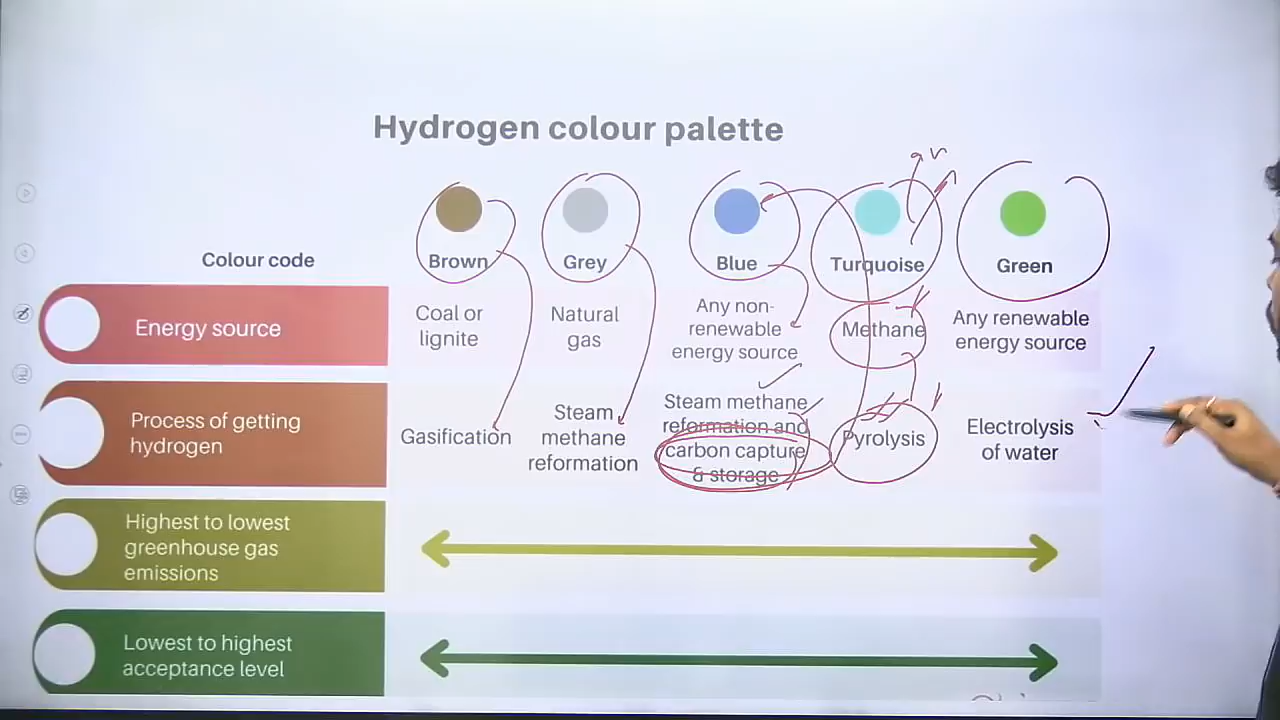 Hydrogen colour palette
Colour code
Brown
Grey
Blue
Turquoise
Green
Energy source
Coal or
lignite
Natural
gas
Any non-
renewable
energy source
Methane
Any renewable
energy source
Process of getting
hydrogen
Gasification
Steam
methane
reformation
Steam methane
reformation and
carbon capture
& storage
Pyrolysis
Electrolysis
of water
Highest to lowest
greenhouse gas
emissions
Lowest to highest
acceptance level